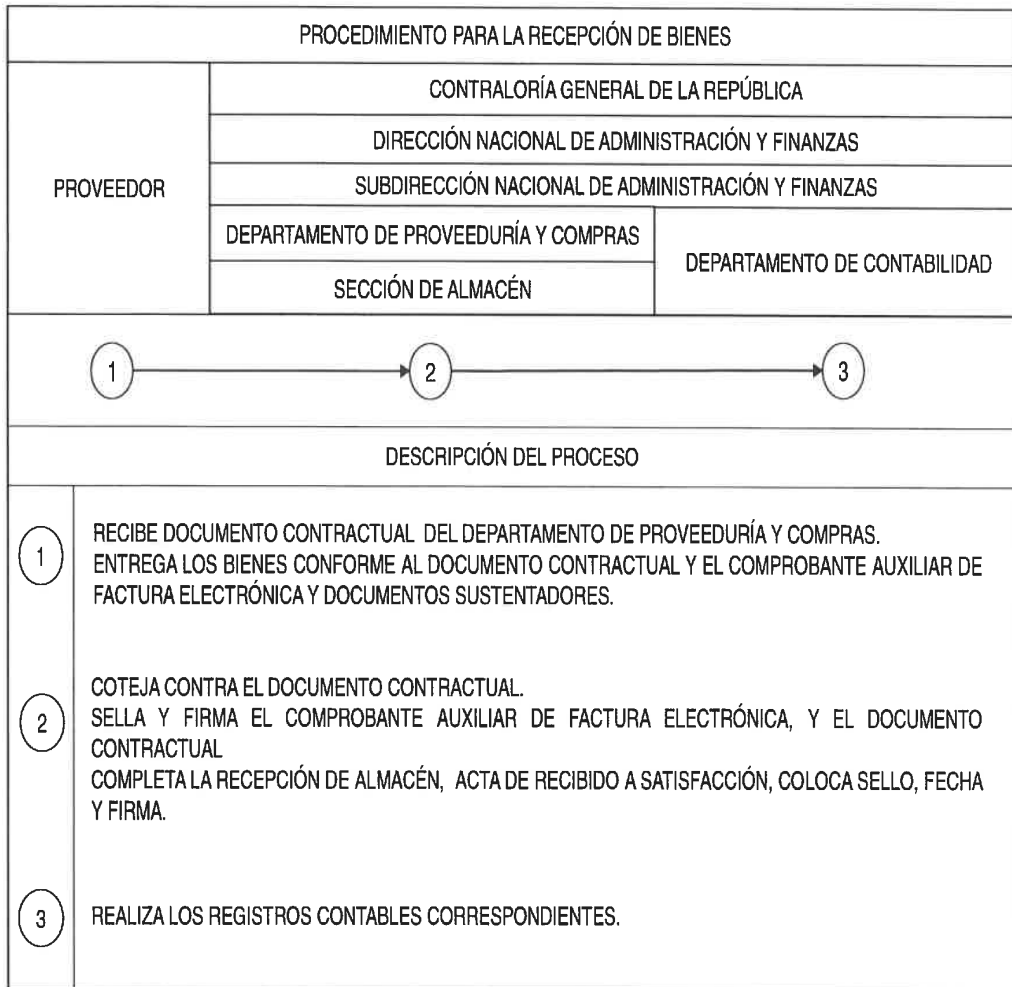 PROCEDIMIENTO PARA LA RECEPCIÓN DE BIENES
PROVEEDOR
CONTRALORÍA GENERAL DE LA REPÚBLICA
DIRECCIÓN NACIONAL DE ADMINISTRACIÓN Y FINANZAS
SUBDIRECCIÓN NACIONAL DE ADMINISTRACIÓN Y FINANZAS
DEPARTAMENTO DE PROVEEDURÍA Y COMPRAS
SECCIÓN DE ALMACÉN
DEPARTAMENTO DE CONTABILIDAD
1 2 3
DESCRIPCIÓN DEL PROCESO
1
RECIBE DOCUMENTO CONTRACTUAL DEL DEPARTAMENTO DE PROVEEDURÍA Y COMPRAS.
ENTREGA LOS BIENES CONFORME AL DOCUMENTO CONTRACTUAL Y EL COMPROBANTE AUXILIAR DE
FACTURA ELECTRÓNICA Y DOCUMENTOS SUSTENTADORES.
2
COTEJA CONTRA EL DOCUMENTO CONTRACTUAL.
SELLA Y FIRMA EL COMPROBANTE AUXILIAR DE FACTURA ELECTRÓNICA, Y EL DOCUMENTO
CONTRACTUAL
COMPLETA LA RECEPCIÓN DE ALMACÉN, ACTA DE RECIBIDO A SATISFACCIÓN, COLOCA SELLO, FECHA
Y FIRMA.
3
REALIZA LOS REGISTROS CONTABLES CORRESPONDIENTES.